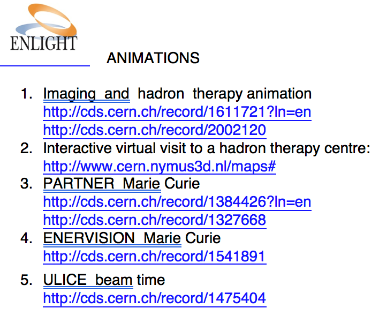 ENLIGHT
ANIMATIONS
1. Imaging and hadron therapy animation
http://cds.cern.ch/record/1611721?ln=en
http://cds.cern.ch/record/2002120
2. Interactive virtual visit to a hadron therapy centre:
http://www.cern.nymus3d.nl/maps#
3. PARTNER Marie Curie
http://cds.cern.ch/record/1384426?ln=en
http://cds.cern.ch/record/1327668
4. ENERVISION Marie Curie
http://cds.cern.ch/record/1541891
5. ULICE beam time
http://cds.cern.ch/record/1475404